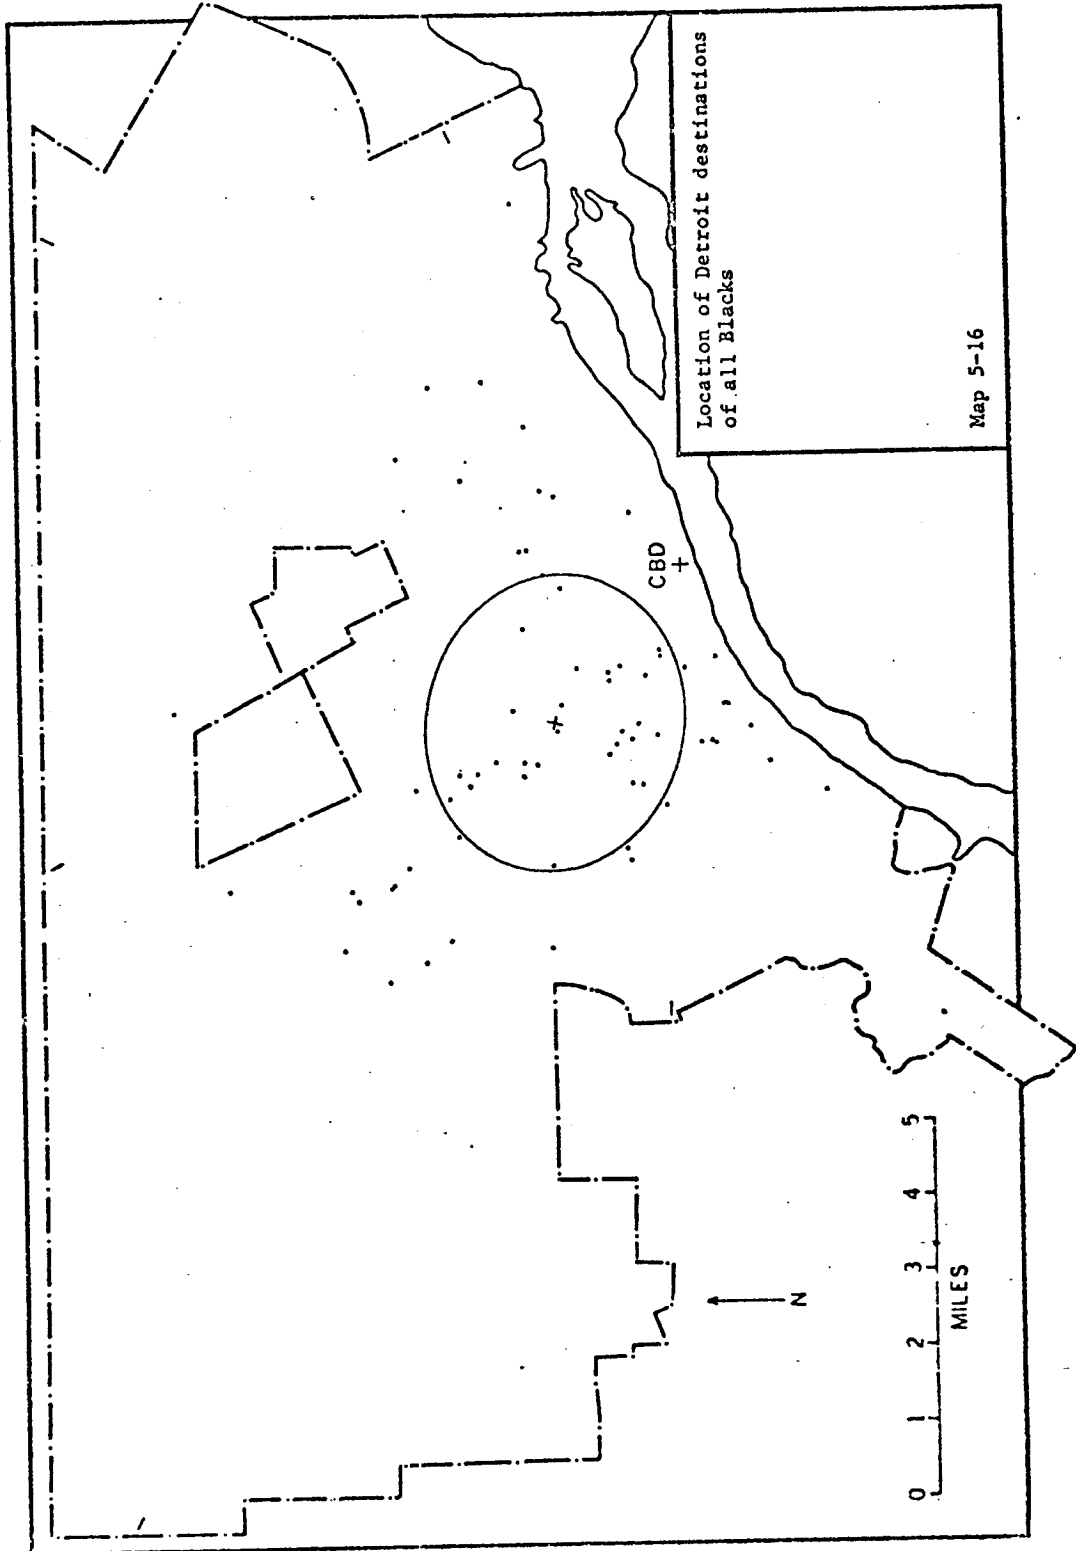 Location of Detroit destinations
of all Blacks
Map 5-16
CBD
N
0 1 2 3 4 5
MILES